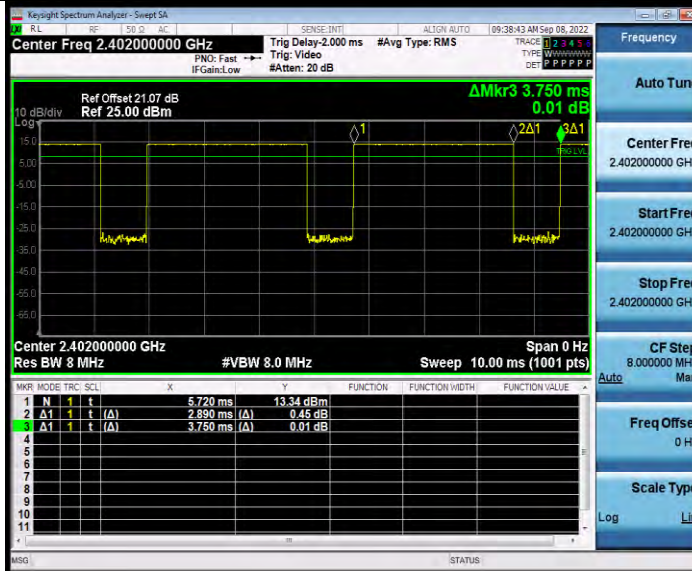 Keysight Spectrum Analyzer - Swept SA
RL RF 50 Ω AC SENSE:INT ALIGN AUTO 09:38:43 AM Sep 08, 2022
Center Freq 2.402000000 GHz
PNO: Fast
IFGain:Low
Trig Delay-2.000 ms
Trig: Video
#Atten: 20 dB
#Avg Type: RMS
TRACE 1 2 3 4 5 6
TYPE W
DET P P P P P P
Frequency
Auto Tun
ΔMkr3 3.750 ms
0.01 dB
Ref Offset 21.07 dB
10 dB/div Ref 25.00 dBm
Log
1
2Δ1
3Δ1
TRIG LVL
15.0
5.00
-5.00
-15.0
-25.0
-35.0
-45.0
-55.0
-65.0
Center Fre
2.402000000 GH
Start Fre
2.402000000 GH
Stop Fre
2.402000000 GH
Center 2.402000000 GHz Span 0 Hz
Res BW 8 MHz #VBW 8.0 MHz Sweep 10.00 ms (1001 pts)
CF Step
8.000000 MH
Auto Ma
MKR MODE TRC SCL X Y FUNCTION FUNCTION WIDTH FUNCTION VALUE
1 N 1 t 5.720 ms 13.34 dBm
2 Δ1 1 t (Δ) 2.890 ms (Δ) 0.45 dB
3 Δ1 1 t (Δ) 3.750 ms (Δ) 0.01 dB
4
5
6
7
8
9
10
11
Freq Offse
0 H
Scale Type
Log Li
MSG STATUS